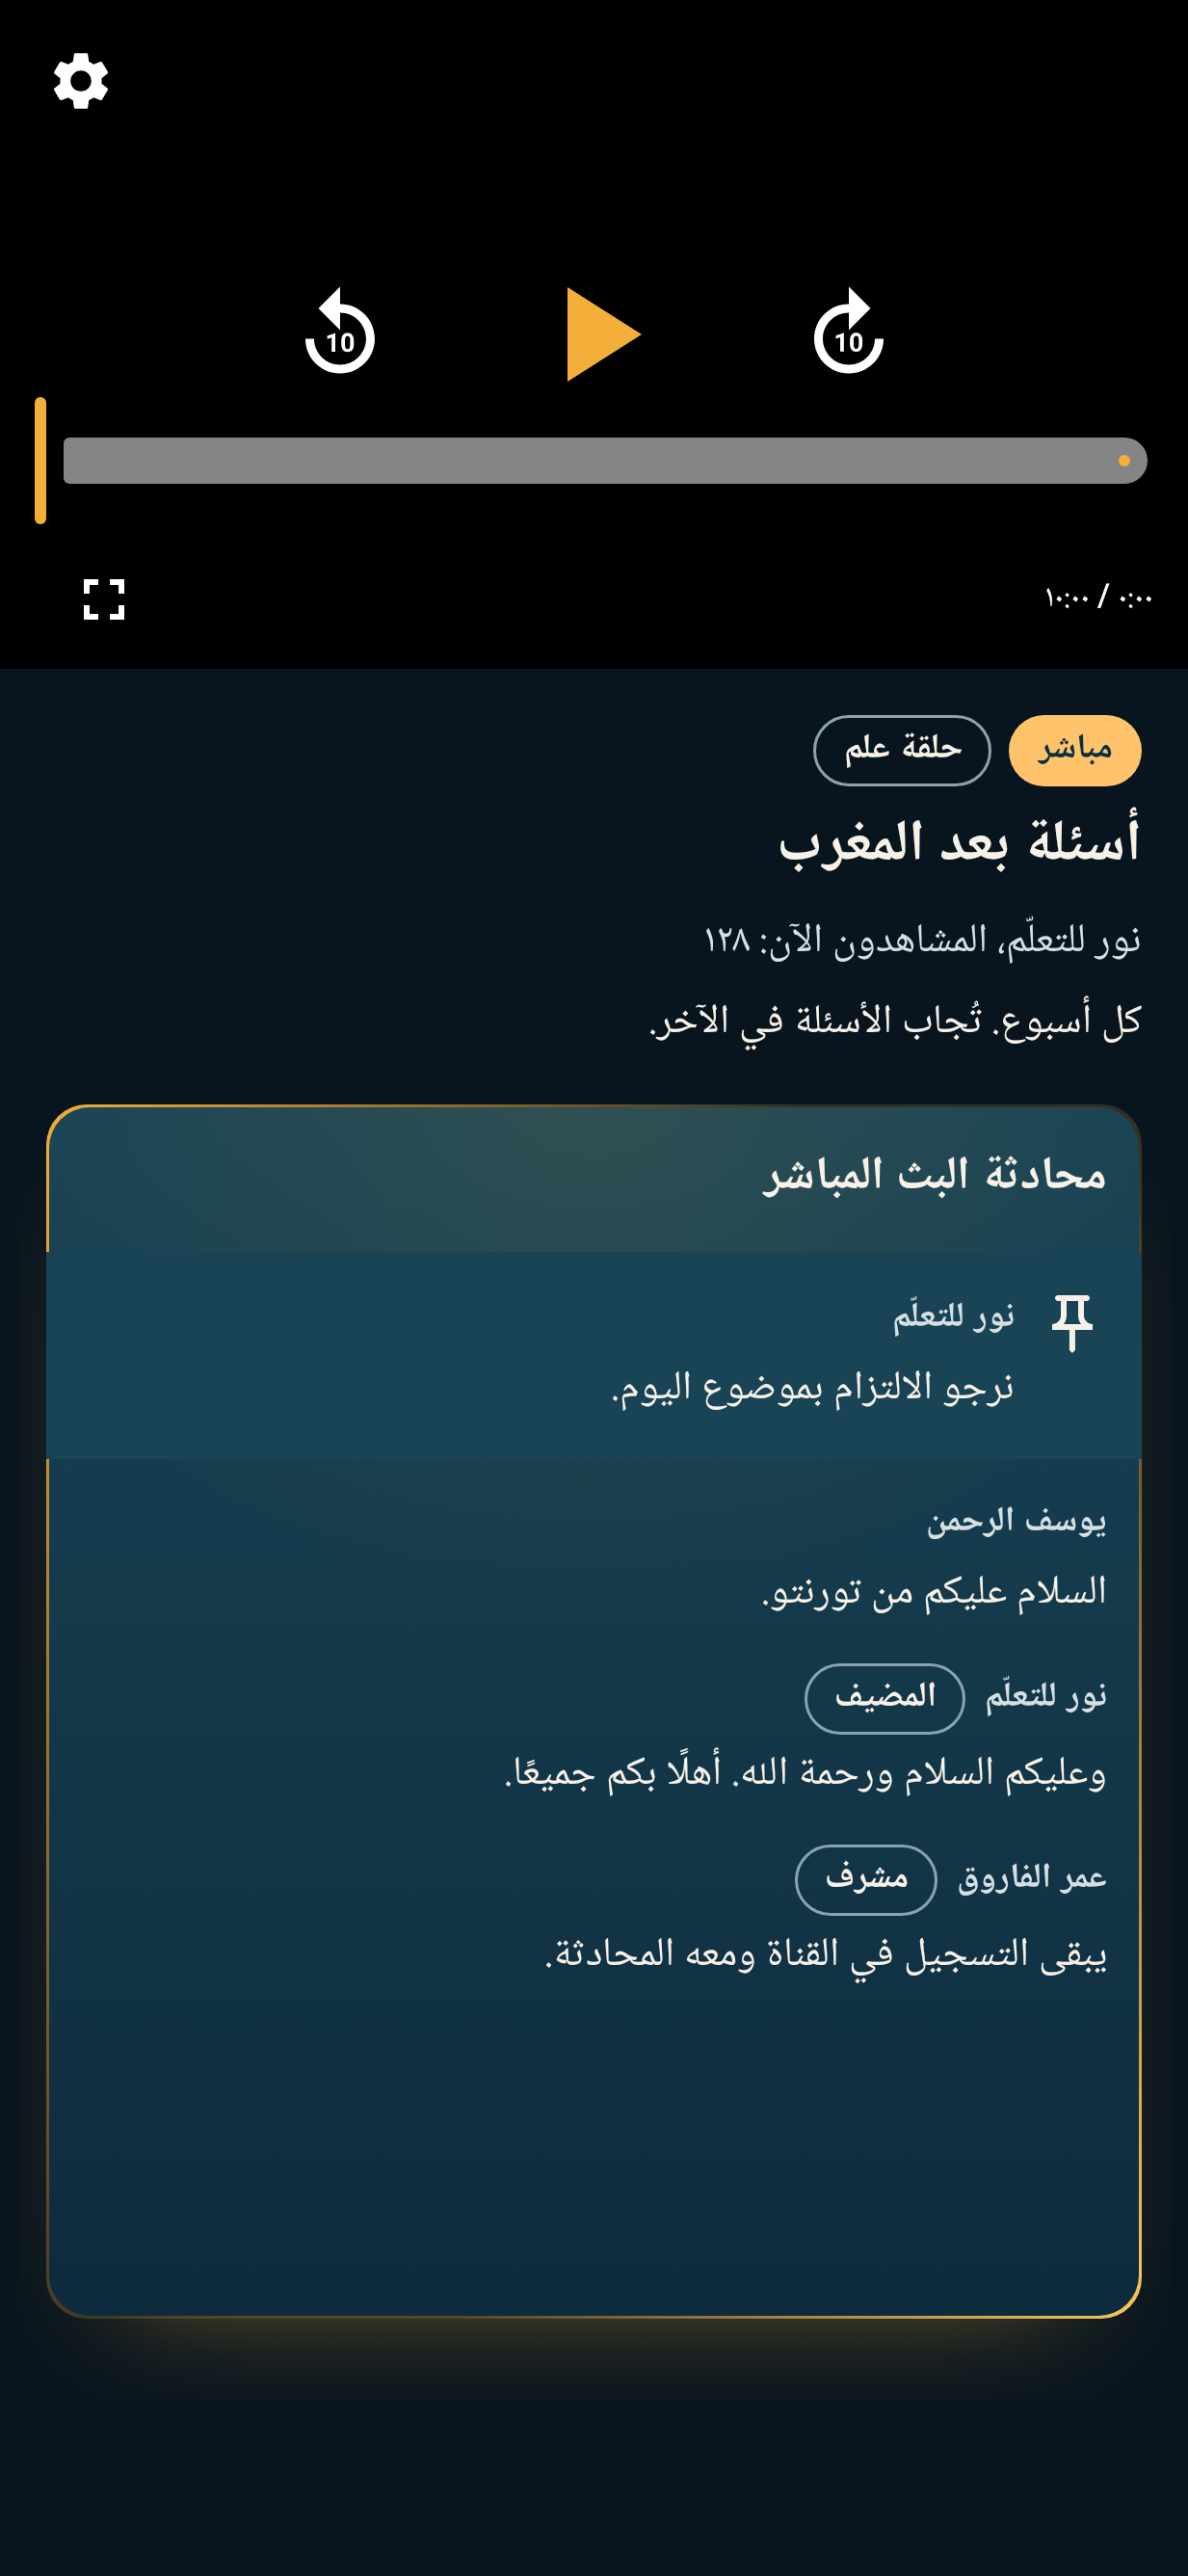 10
10
٠:٠٠ / ١٠:٠٠
مباشر
حلقة علم
أسئلة بعد المغرب
نور للتعلّم، المشاهدون الآن: ١٢٨
كل أسبوع. تُجاب الأسئلة في الآخر.
محادثة البث المباشر
نور للتعلّم
نرجو الالتزام بموضوع اليوم.
يوسف الرحمن
السلام عليكم من تورنتو.
نور للتعلّم المضيف
وعليكم السلام ورحمة الله. أهلًا بكم جميعًا.
عمر الفاروق مشرف
يبقى التسجيل في القناة ومعه المحادثة.